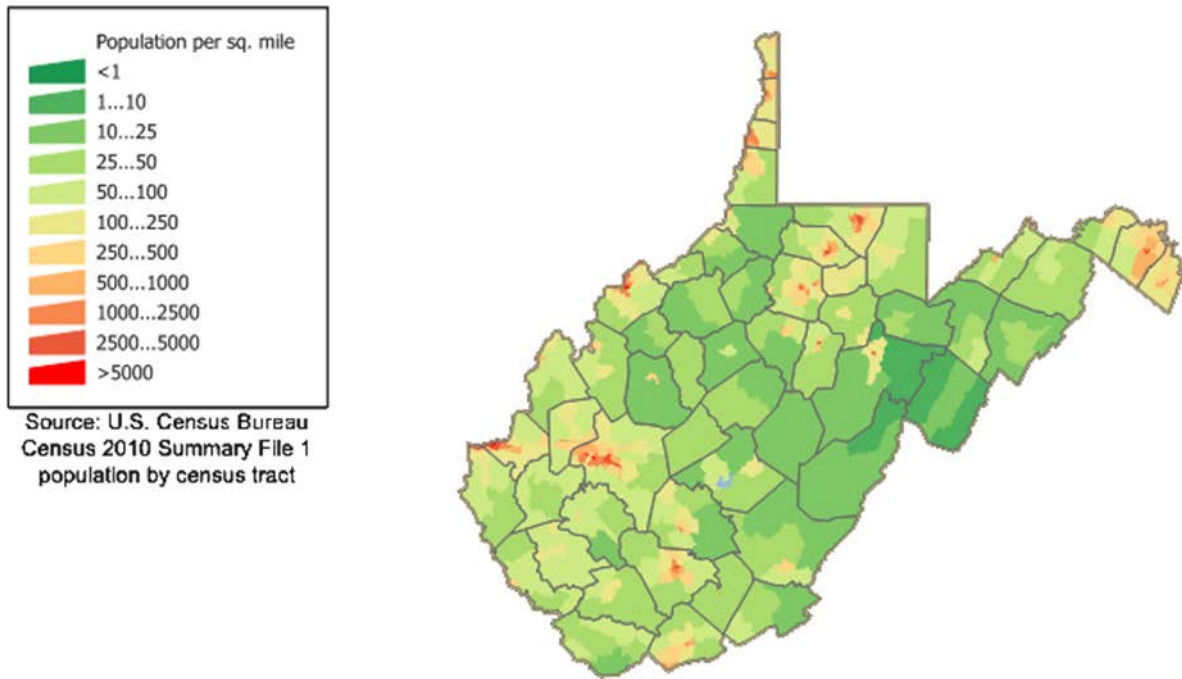 Population per sq. mile
<1
1...10
10...25
25...50
50...100
100...250
250...500
500...1000
1000...2500
2500...5000
>5000
Source: U.S. Census Bureau
Census 2010 Summary File 1
population by census tract